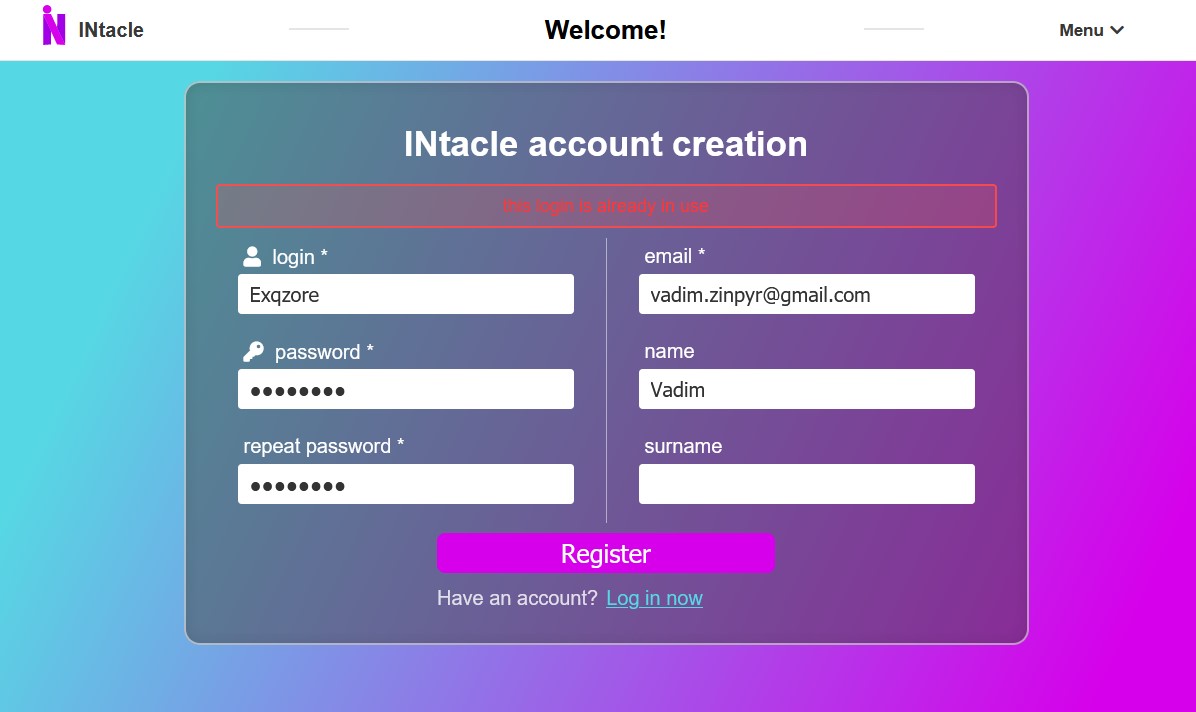 INtacle
Welcome!
Menu
INtacle account creation
this login is already in use
login *
Exqzore
password *
●●●●●●●●
repeat password *
●●●●●●●●
email *
vadim.zinpyr@gmail.com
name
Vadim
surname
Register
Have an account? Log in now